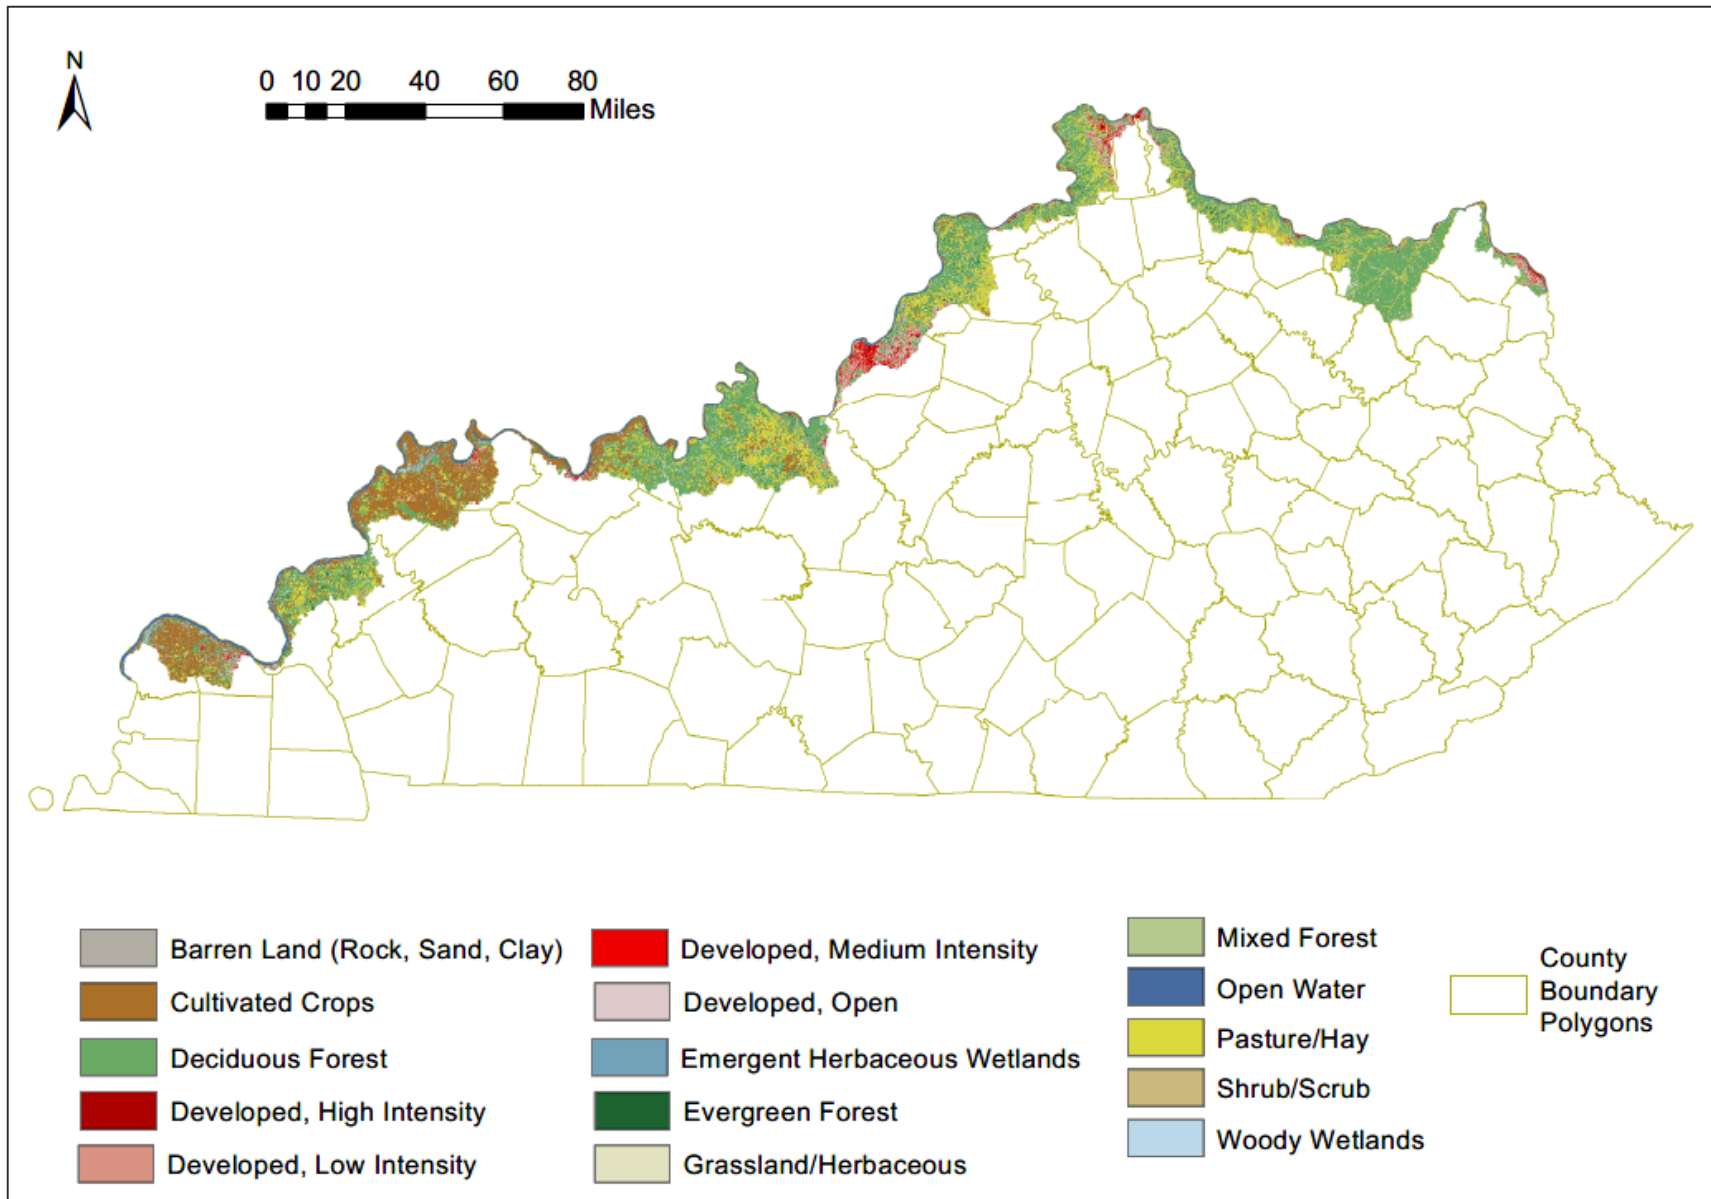 N
0 10 20 40 60 80
Miles
Barren Land (Rock, Sand, Clay)
Cultivated Crops
Deciduous Forest
Developed, High Intensity
Developed, Low Intensity
Developed, Medium Intensity
Developed, Open
Emergent Herbaceous Wetlands
Evergreen Forest
Grassland/Herbaceous
Mixed Forest
Open Water
Pasture/Hay
Shrub/Scrub
Woody Wetlands
County
Boundary
Polygons